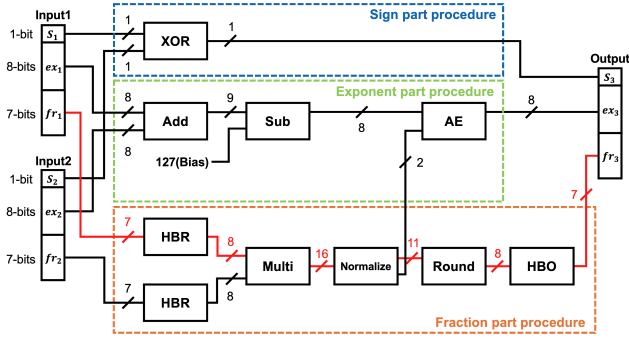 Input1
1-bit
S1
8-bits
ex1
7-bits
fr1
Input2
1-bit
S2
8-bits
ex2
7-bits
fr2
Sign part procedure
1
1
XOR
1
Exponent part procedure
8
8
Add
9
Sub
127(Bias)
8
AE
2
8
7
HBR
8
7
HBR
8
Multi
16
Normalize
11
Round
8
HBO
7
Fraction part procedure
Output
S3
ex3
fr3